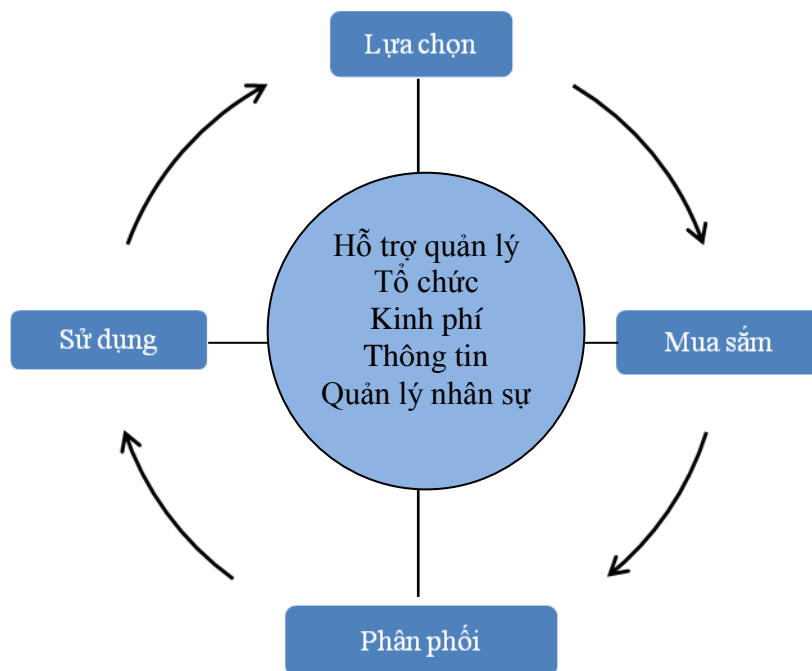 Lựa chọn
Hỗ trợ quản lý
Tổ chức
Kinh phí
Thông tin
Quản lý nhân sự
Sử dụng
Mua sắm
Phân phối